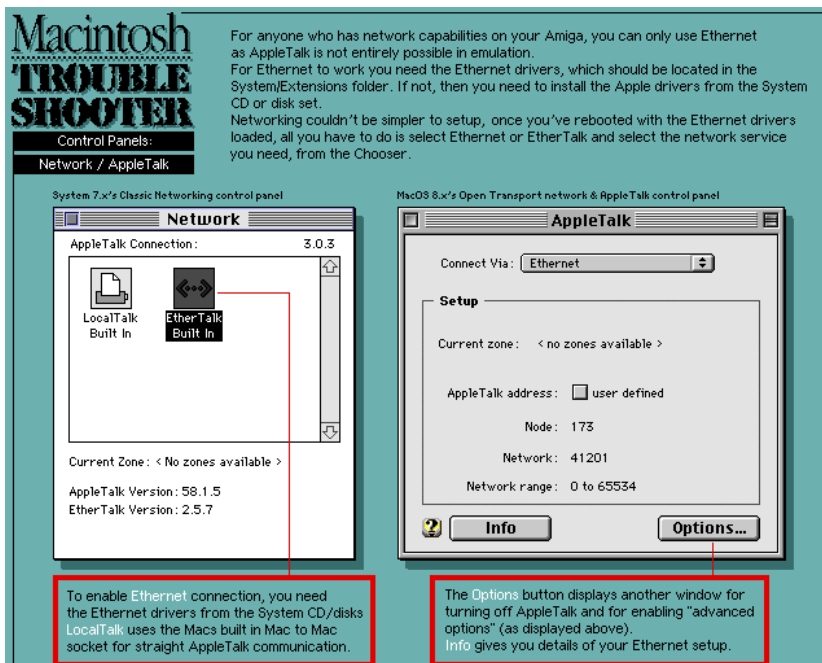 Macintosh
TROUBLE
SHOOTER
Control Panels:
Network / AppleTalk
For anyone who has network capabilities on your Amiga, you can only use Ethernet
as AppleTalk is not entirely possible in emulation.
For Ethernet to work you need the Ethernet drivers, which should be located in the
System/Extensions folder. If not, then you need to install the Apple drivers from the System
CD or disk set.
Networking couldn't be simpler to setup, once you've rebooted with the Ethernet drivers
loaded, all you have to do is select Ethernet or EtherTalk and select the network service
you need, from the Chooser.
System 7.x's Classic Networking control panel
Network
AppleTalk Connection: 3.0.3
LocalTalk
Built In
EtherTalk
Built In
Current Zone: < No zones available >
AppleTalk Version: 58.1.5
EtherTalk Version: 2.5.7
To enable Ethernet connection, you need
the Ethernet drivers from the System CD/disks
LocalTalk uses the Macs built in Mac to Mac
socket for straight AppleTalk communication.
MacOS 8.x's Open Transport network & AppleTalk control panel
AppleTalk
Connect Via: Ethernet
Setup
Current zone: < no zones available >
AppleTalk address: user defined
Node: 173
Network: 41201
Network range: 0 to 65534
? Info Options...
The Options button displays another window for
turning off AppleTalk and for enabling "advanced
options" (as displayed above).
Info gives you details of your Ethernet setup.